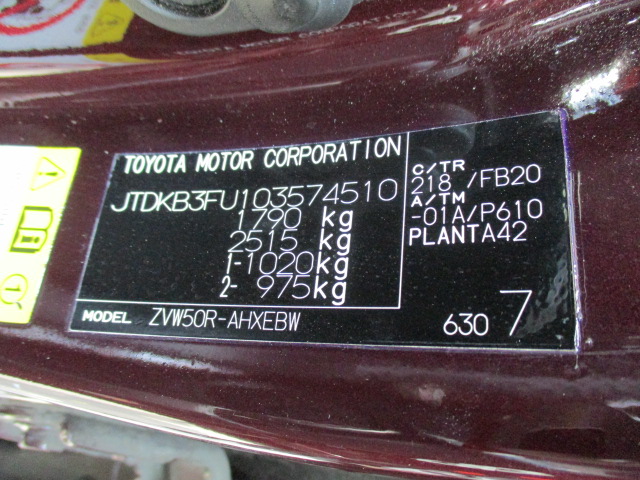 TOYOTA MOTOR CORPORATION
JTDKB3FU103574510
1790 kg
2515 kg
1-1020kg
2- 975kg
C/TR
218 /FB20
A/TM
-01A/P610
PLANTA42
MODEL ZVW50R-AHXEBW
630 7